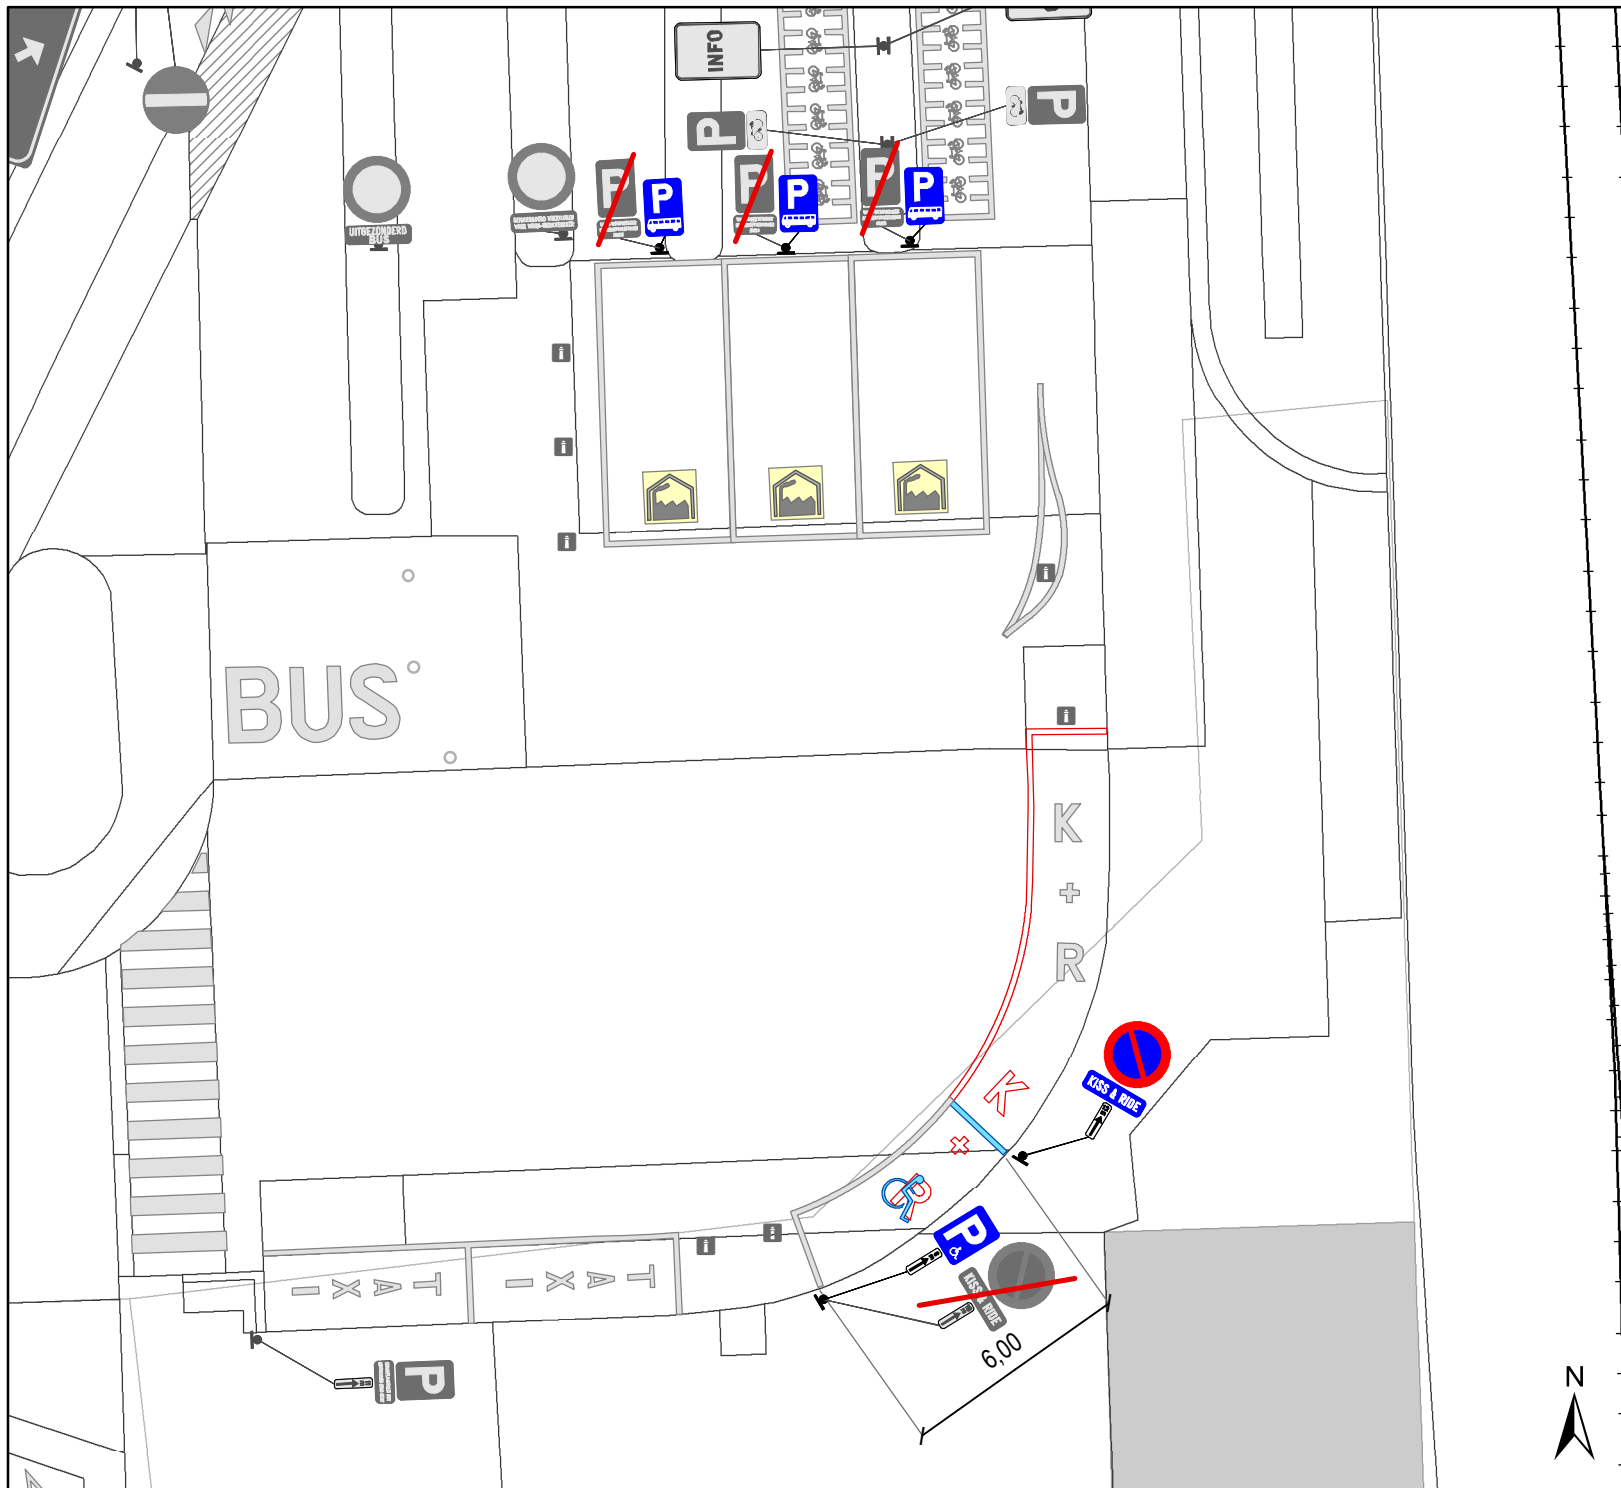 INFO
P
P
P
P
P
P
P
P
UITGEZONDERD
BUS
BUS
K
+
R
K
+
R
KISS & RIDE
P
KISS & RIDE
6,00
TAXI
TAXI
P
N